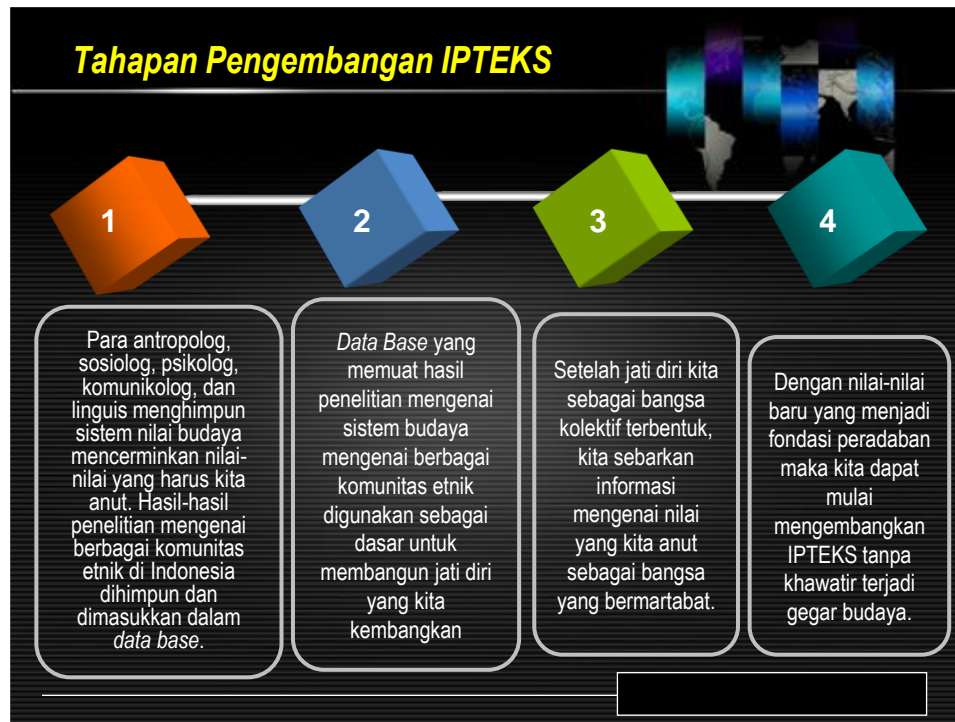 Tahapan Pengembangan IPTEKS
1
2
3
4
Para antropolog,
sosiolog, psikolog,
komunikolog, dan
linguis menghimpun
sistem nilai budaya
mencerminkan nilai-
nilai yang harus kita
anut. Hasil-hasil
penelitian mengenai
berbagai komunitas
etnik di Indonesia
dihimpun dan
dimasukkan dalam
data base.
Data Base yang
memuat hasil
penelitian mengenai
sistem budaya
mengenai berbagai
komunitas etnik
digunakan sebagai
dasar untuk
membangun jati diri
yang kita
kembangkan
Setelah jati diri kita
sebagai bangsa
kolektif terbentuk,
kita sebarkan
informasi
mengenai nilai
yang kita anut
sebagai bangsa
yang bermartabat.
Dengan nilai-nilai
baru yang menjadi
fondasi peradaban
maka kita dapat
mulai
mengembangkan
IPTEKS tanpa
khawatir terjadi
gegar budaya.